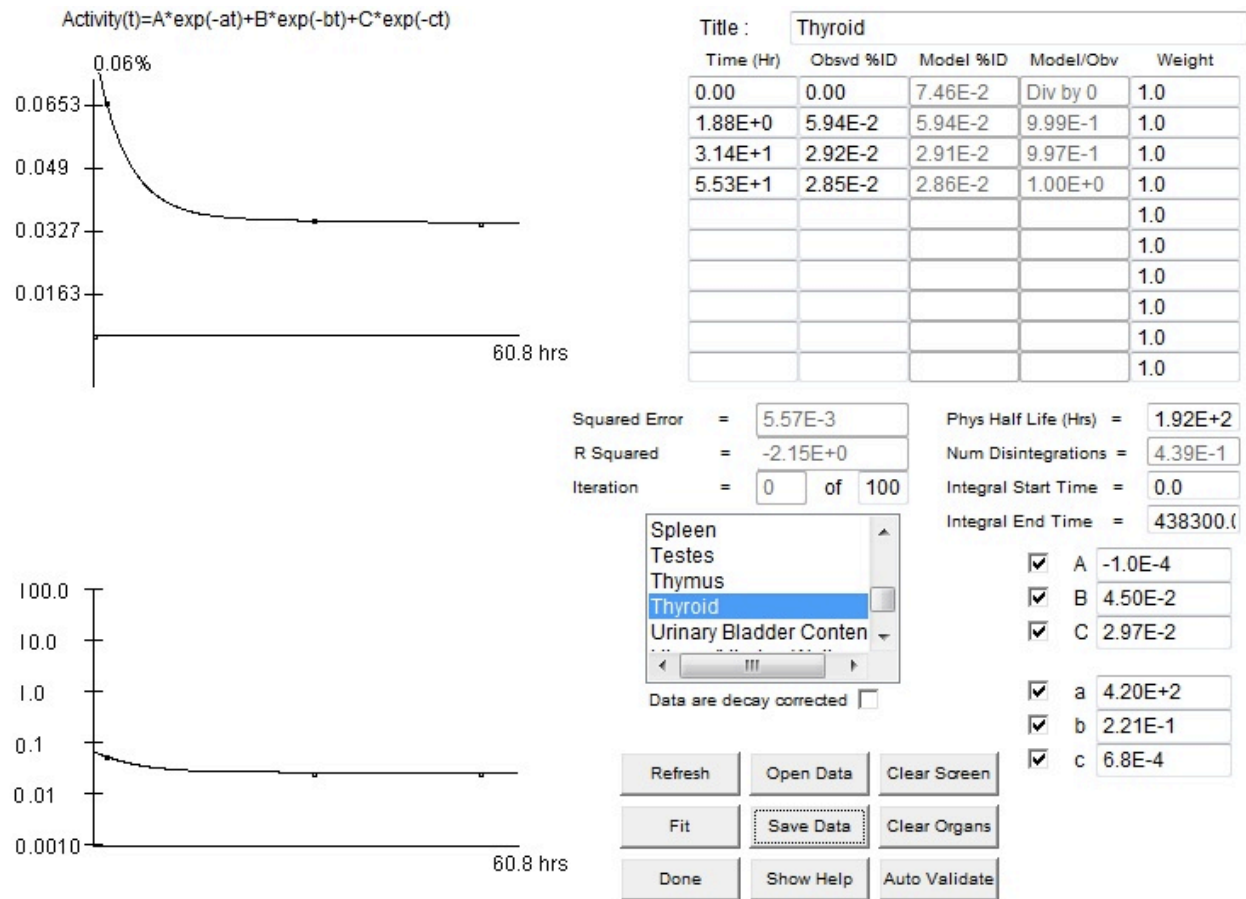 Activity(t)=A*exp(-at)+B*exp(-bt)+C*exp(-ct)
0.06%
0.0653
0.049
0.0327
0.0163
60.8 hrs
Title : Thyroid
Time (Hr) Obsvd %ID Model %ID Model/Obv Weight
0.00 0.00 7.46E-2 Div by 0 1.0
1.88E+0 5.94E-2 5.94E-2 9.99E-1 1.0
3.14E+1 2.92E-2 2.91E-2 9.97E-1 1.0
5.53E+1 2.85E-2 2.86E-2 1.00E+0 1.0
1.0
1.0
1.0
1.0
1.0
1.0
Squared Error = 5.57E-3
R Squared = -2.15E+0
Iteration = 0 of 100
Phys Half Life (Hrs) = 1.92E+2
Num Disintegrations = 4.39E-1
Integral Start Time = 0.0
Integral End Time = 438300.(
Spleen
Testes
Thymus
Thyroid
Urinary Bladder Conten
Data are decay corrected
A -1.0E-4
B 4.50E-2
C 2.97E-2
a 4.20E+2
b 2.21E-1
c 6.8E-4
100.0
10.0
1.0
0.1
0.01
0.0010
60.8 hrs
Refresh Open Data Clear Screen
Fit Save Data Clear Organs
Done Show Help Auto Validate